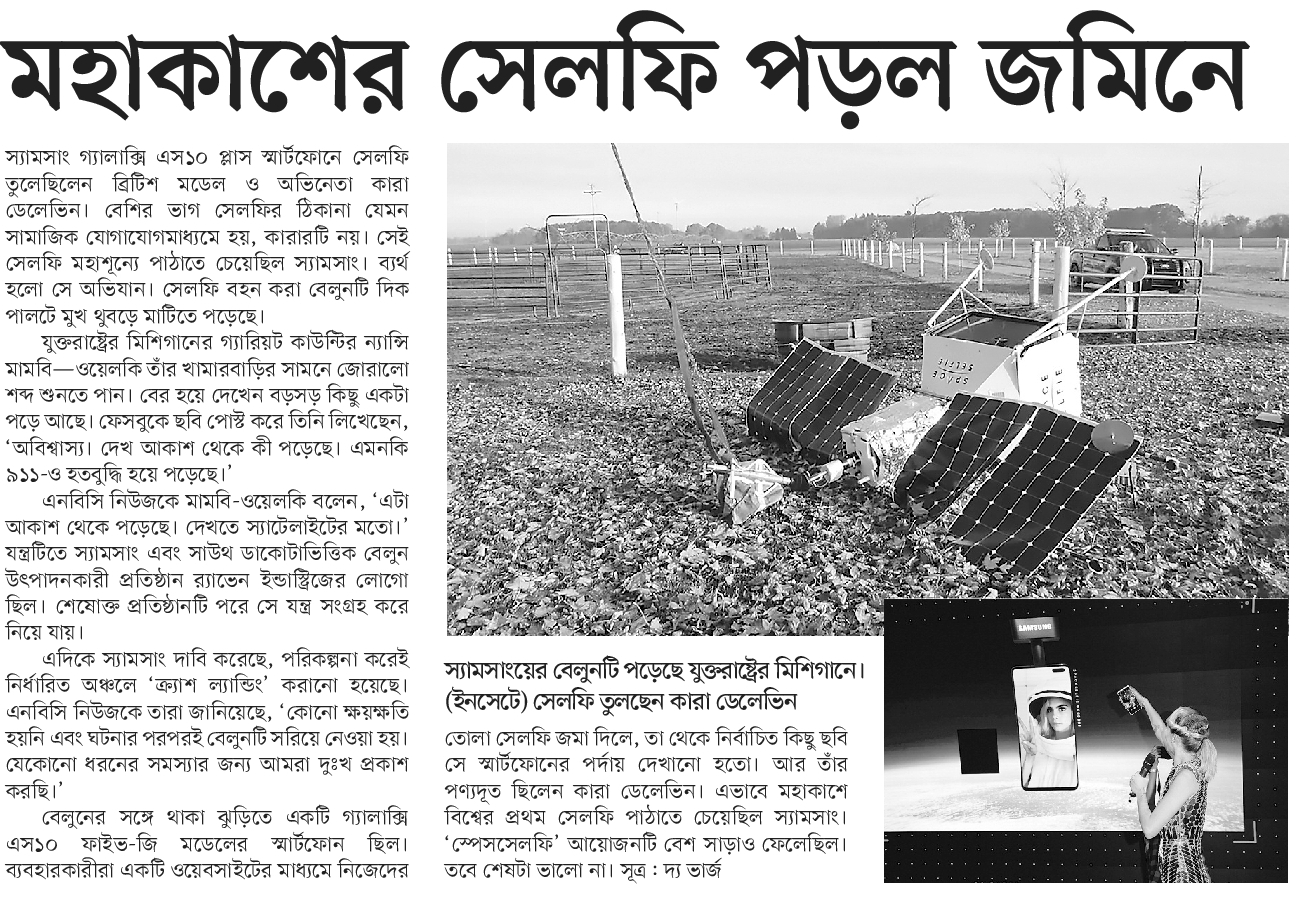 মহাকাশের সেলফি পড়ল জমিনে
স্যামসাং গ্যালাক্সি এস১০ প্লাস স্মার্টফোনে সেলফি
তুলেছিলেন ব্রিটিশ মডেল ও অভিনেতা কারা
ডেলেভিন। বেশির ভাগ সেলফির ঠিকানা যেমন
সামাজিক যোগাযোগমাধ্যমে হয়, কারারটি নয়। সেই
সেলফি মহাশূন্যে পাঠাতে চেয়েছিল স্যামসাং। ব্যর্থ
হলো সে অভিযান। সেলফি বহন করা বেলুনটি দিক
পালটে মুখ থুবড়ে মাটিতে পড়েছে।
যুক্তরাষ্ট্রের মিশিগানের গ্যারিয়ট কাউন্টির ন্যান্সি
মামবি—ওয়েলকি তাঁর খামারবাড়ির সামনে জোরালো
শব্দ শুনতে পান। বের হয়ে দেখেন বড়সড় কিছু একটা
পড়ে আছে। ফেসবুকে ছবি পোস্ট করে তিনি লিখেছেন,
‘অবিশ্বাস্য। দেখ আকাশ থেকে কী পড়েছে। এমনকি
৯১১-ও হতবুদ্ধি হয়ে পড়েছে।’
এনবিসি নিউজকে মামবি-ওয়েলকি বলেন, ‘এটা
আকাশ থেকে পড়েছে। দেখতে স্যাটেলাইটের মতো।’
যন্ত্রটিতে স্যামসাং এবং সাউথ ডাকোটাভিত্তিক বেলুন
উৎপাদনকারী প্রতিষ্ঠান র‍্যাভেন ইন্ডাস্ট্রিজের লোগো
ছিল। শেষোক্ত প্রতিষ্ঠানটি পরে সে যন্ত্র সংগ্রহ করে
নিয়ে যায়।
এদিকে স্যামসাং দাবি করেছে, পরিকল্পনা করেই
নির্ধারিত অঞ্চলে ‘ক্র্যাশ ল্যান্ডিং’ করানো হয়েছে।
এনবিসি নিউজকে তারা জানিয়েছে, ‘কোনো ক্ষয়ক্ষতি
হয়নি এবং ঘটনার পরপরই বেলুনটি সরিয়ে নেওয়া হয়।
যেকোনো ধরনের সমস্যার জন্য আমরা দুঃখ প্রকাশ
করছি।’
বেলুনের সঙ্গে থাকা ঝুড়িতে একটি গ্যালাক্সি
এস১০ ফাইভ-জি মডেলের স্মার্টফোন ছিল।
ব্যবহারকারীরা একটি ওয়েবসাইটের মাধ্যমে নিজেদের
SPACE
SELFIE
স্যামসাংয়ের বেলুনটি পড়েছে যুক্তরাষ্ট্রের মিশিগানে।
(ইনসেটে) সেলফি তুলছেন কারা ডেলেভিন
তোলা সেলফি জমা দিলে, তা থেকে নির্বাচিত কিছু ছবি
সে স্মার্টফোনের পর্দায় দেখানো হতো। আর তাঁর
পণ্যদূত ছিলেন কারা ডেলেভিন। এভাবে মহাকাশে
বিশ্বের প্রথম সেলফি পাঠাতে চেয়েছিল স্যামসাং।
‘স্পেসসেলফি’ আয়োজনটি বেশ সাড়াও ফেলেছিল।
তবে শেষটা ভালো না। সূত্র : দ্য ভার্জ
SAMSUNG